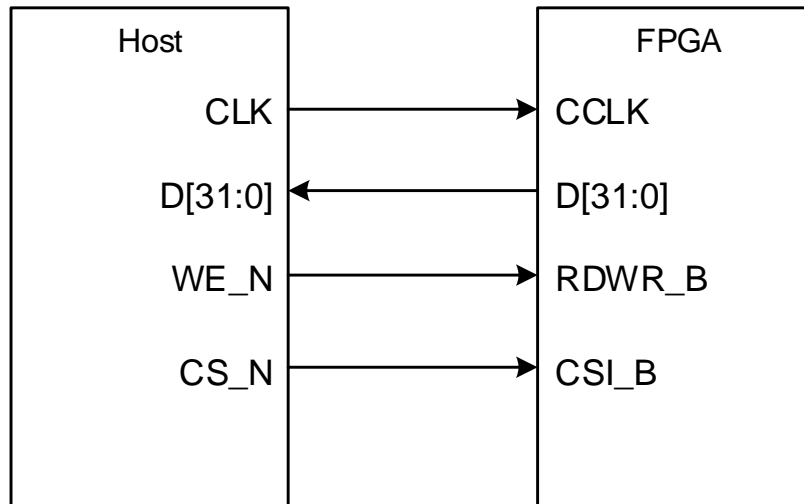 Host
FPGA
CLK
CCLK
D[31:0]
D[31:0]
WE_N
RDWR_B
CS_N
CSI_B